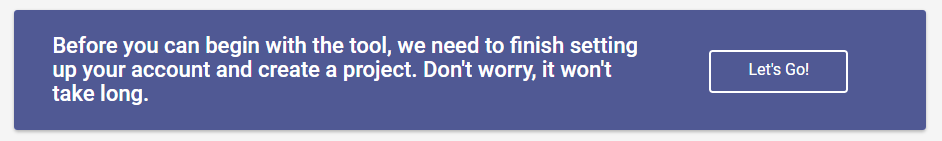 Before you can begin with the tool, we need to finish setting
up your account and create a project. Don't worry, it won't
take long.
Let's Go!